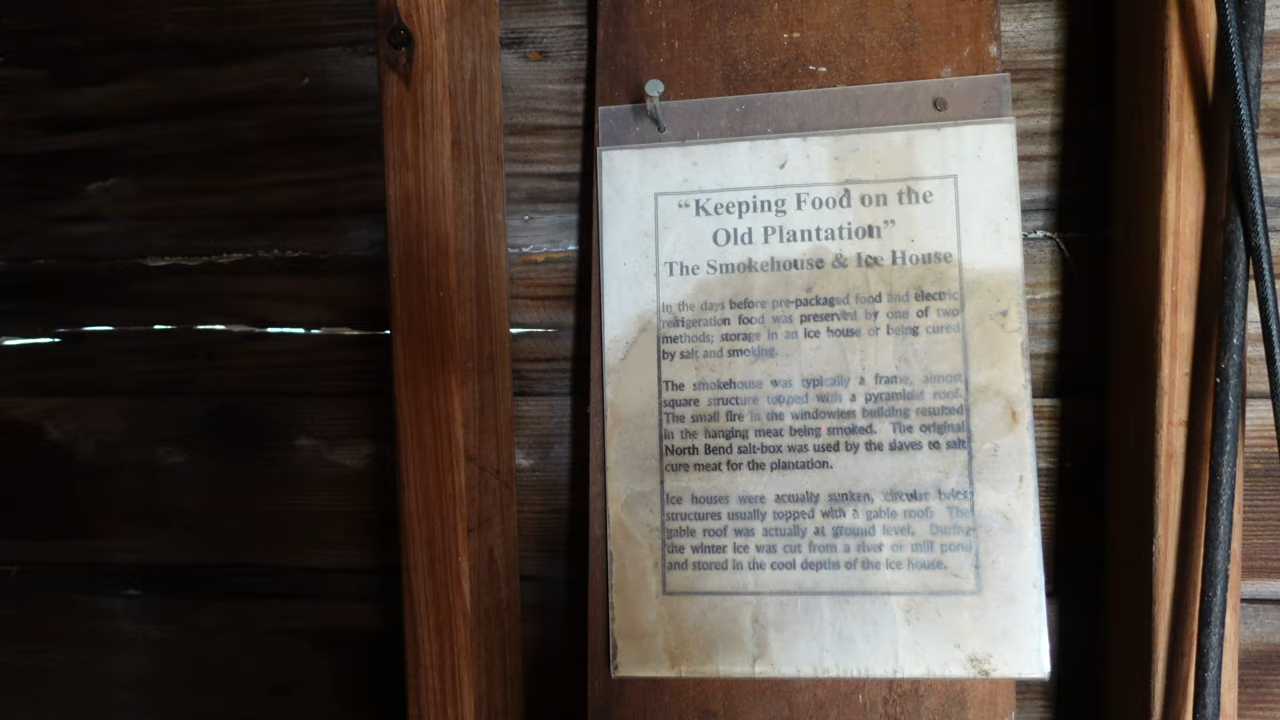 “Keeping Food on the
Old Plantation”
The Smokehouse & Ice House
In the days before pre-packaged food and electric
refrigeration food was preserved by one of two
methods; storage in an ice house or being cured
by salt and smoking.
The smokehouse was typically a frame, almost
square structure topped with a pyramidal roof.
The small fire in the windowless building resulted
in the hanging meat being smoked. The original
North Bend salt-box was used by the slaves to salt
cure meat for the plantation.
Ice houses were actually sunken, circular brick
structures usually topped with a gable roof; The
gable roof was actually at ground level. During
the winter ice was cut from a river or mill pond
and stored in the cool depths of the ice house.